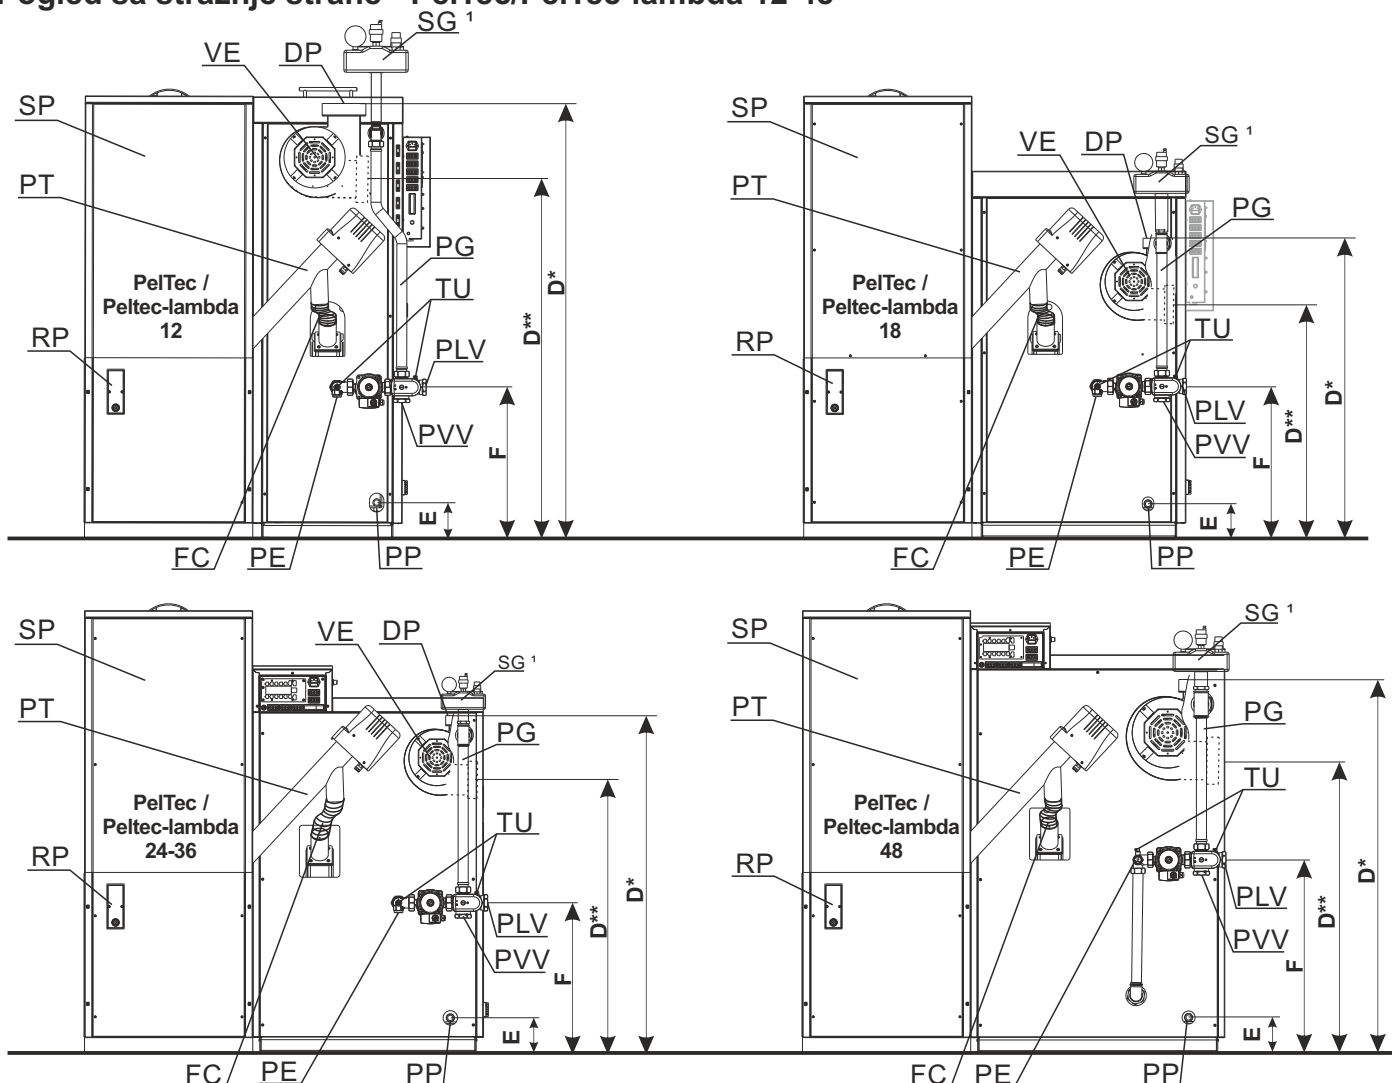 Pogled sa stražnje strane - PelTec/PelTec-lambda 12-48
SG ¹
VE
DP
SP
PT
PG
TU
PelTec /
Peltec-lambda
12
RP
PLV
PVV
D*
D**
F
E
FC
PE
PP
SP
VE
DP
SG ¹
PT
PG
PelTec /
Peltec-lambda
18
TU
RP
PLV
PVV
D*
D**
F
E
FC
PE
PP
SP
VE
DP
SG ¹
PT
PG
PelTec /
Peltec-lambda
24-36
TU
RP
PLV
PVV
D*
D**
F
E
FC
PE
PP
SP
SG ¹
PT
PG
TU
PelTec /
Peltec-lambda
48
RP
PLV
PVV
D*
D**
F
E
FC
PE
PP